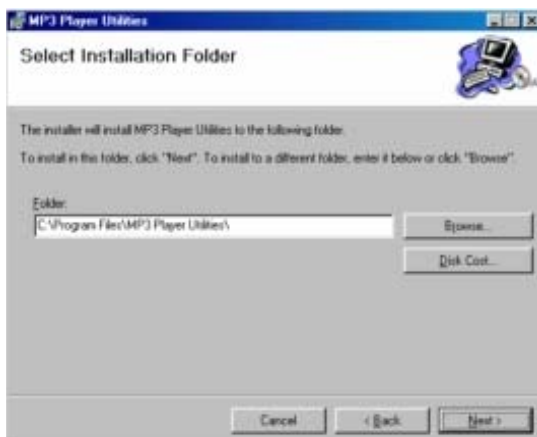 MP3 Player Utilities
Select Installation Folder
The installer will install MP3 Player Utilities to the following folder.
To install in this folder, click "Next". To install to a different folder, enter it below or click "Browse".
Folder:
C:\Program Files\MP3 Player Utilities\
Browse...
Disk Cost...
Cancel
< Back
Next >